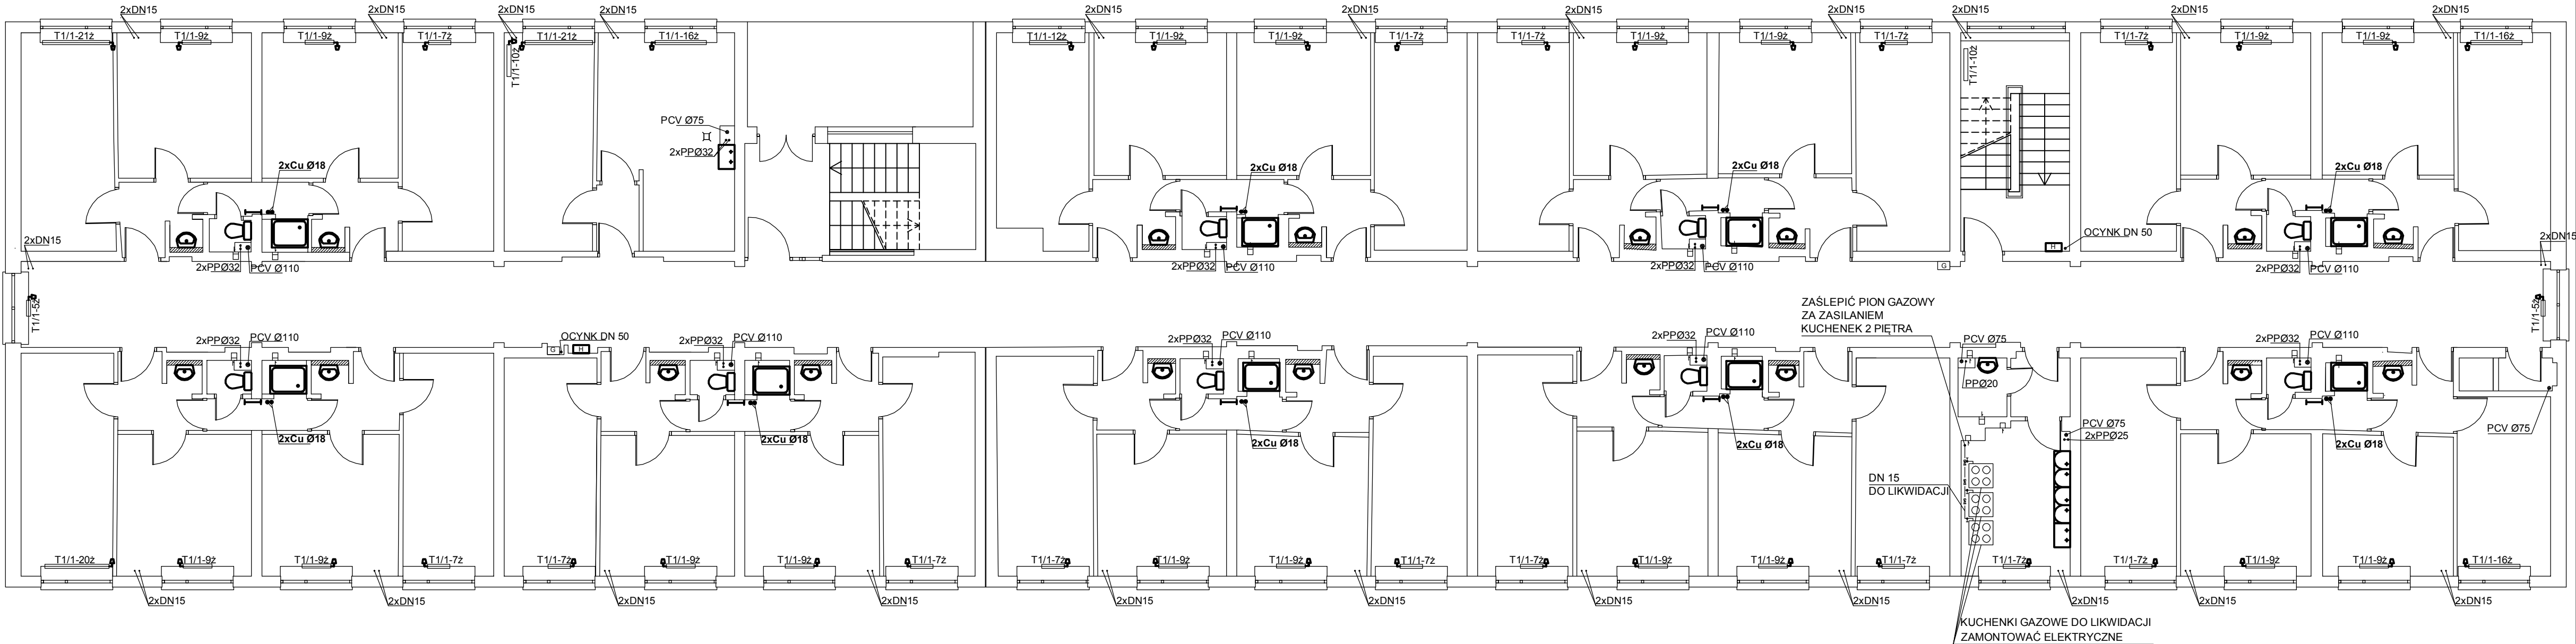 2xDN15
2xDN15
2xDN15
2xDN15
2xDN15
2xDN15
2xDN15
2xDN15
2xDN15
2xDN15
2xDN15
T1/1-21ż
T1/1-9ż
T1/1-9ż
T1/1-7ż
T1/1-10ż
T1/1-21ż
T1/1-16ż
T1/1-12ż
T1/1-9ż
T1/1-9ż
T1/1-7ż
T1/1-7ż
T1/1-9ż
T1/1-9ż
T1/1-7ż
T1/1-10ż
T1/1-7ż
T1/1-9ż
T1/1-9ż
T1/1-16ż
PCV Ø75
2xPPØ32
2xCu Ø18
2xCu Ø18
2xCu Ø18
2xCu Ø18
2xDN15
2xPPØ32
PCV Ø110
2xPPØ32
PCV Ø110
2xPPØ32
PCV Ø110
H
OCYNK DN 50
G
2xPPØ32
PCV Ø110
2xDN15
T1/1-5ż
T1/1-5ż
ZAŚLEPIĆ PION GAZOWY
ZA ZASILANIEM
KUCHENEK 2 PIĘTRA
2xPPØ32
PCV Ø110
OCYNK DN 50
G
H
2xPPØ32
PCV Ø110
2xPPØ32
PCV Ø110
2xPPØ32
PCV Ø110
PCV Ø75
PPØ20
2xPPØ32
PCV Ø110
2xCu Ø18
2xCu Ø18
2xCu Ø18
2xCu Ø18
PCV Ø75
2xPPØ25
2xCu Ø18
PCV Ø75
DN 15
DO LIKWIDACJI
T1/1-20ż
T1/1-9ż
T1/1-9ż
T1/1-7ż
T1/1-7ż
T1/1-9ż
T1/1-9ż
T1/1-7ż
T1/1-7ż
T1/1-9ż
T1/1-9ż
T1/1-7ż
T1/1-7ż
T1/1-9ż
T1/1-9ż
T1/1-7ż
T1/1-7ż
T1/1-7ż
T1/1-9ż
T1/1-9ż
T1/1-16ż
2xDN15
2xDN15
2xDN15
2xDN15
2xDN15
2xDN15
2xDN15
2xDN15
2xDN15
2xDN15
2xDN15
KUCHENKI GAZOWE DO LIKWIDACJI
ZAMONTOWAĆ ELEKTRYCZNE